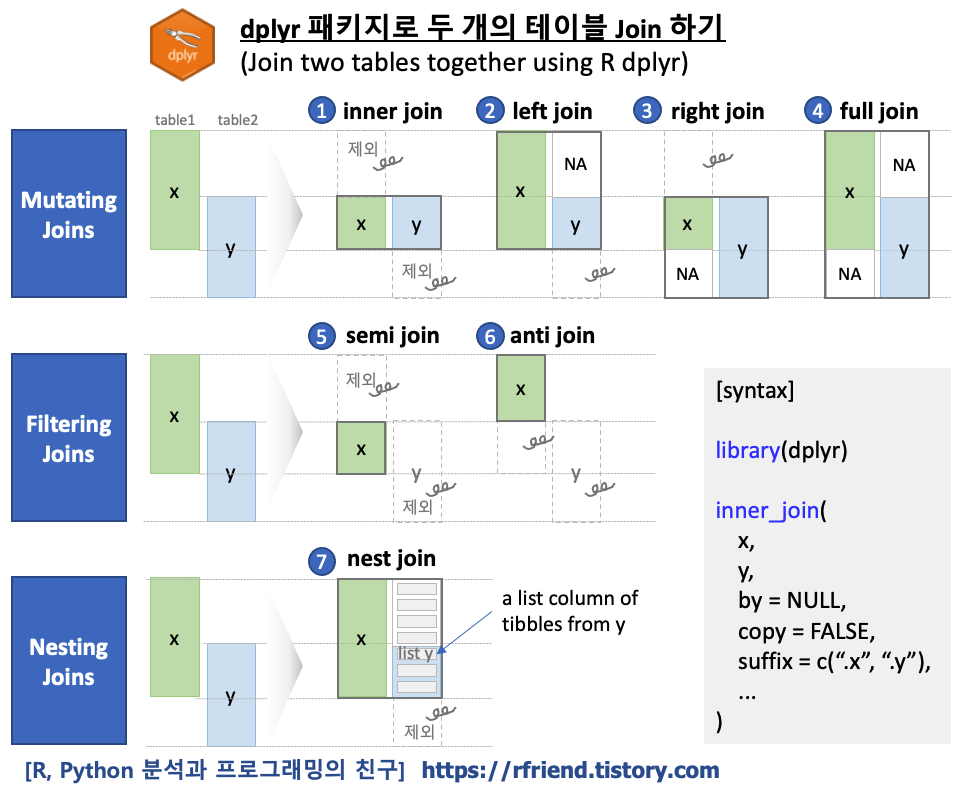 dplyr
dplyr 패키지로 두 개의 테이블 Join 하기
(Join two tables together using R dplyr)
Mutating
Joins
table1
table2
x
y
1 inner join
제외
x
y
제외
2 left join
x
NA
y
3 right join
x
NA
y
4 full join
x
NA
NA
y
Filtering
Joins
x
y
5 semi join
제외
x
y
제외
6 anti join
x
y
Nesting
Joins
x
y
7 nest join
x
list y
제외
a list column of
tibbles from y
[syntax]
library(dplyr)
inner_join(
x,
y,
by = NULL,
copy = FALSE,
suffix = c(“.x”, “.y”),
...
)
[R, Python 분석과 프로그래밍의 친구] https://rfriend.tistory.com